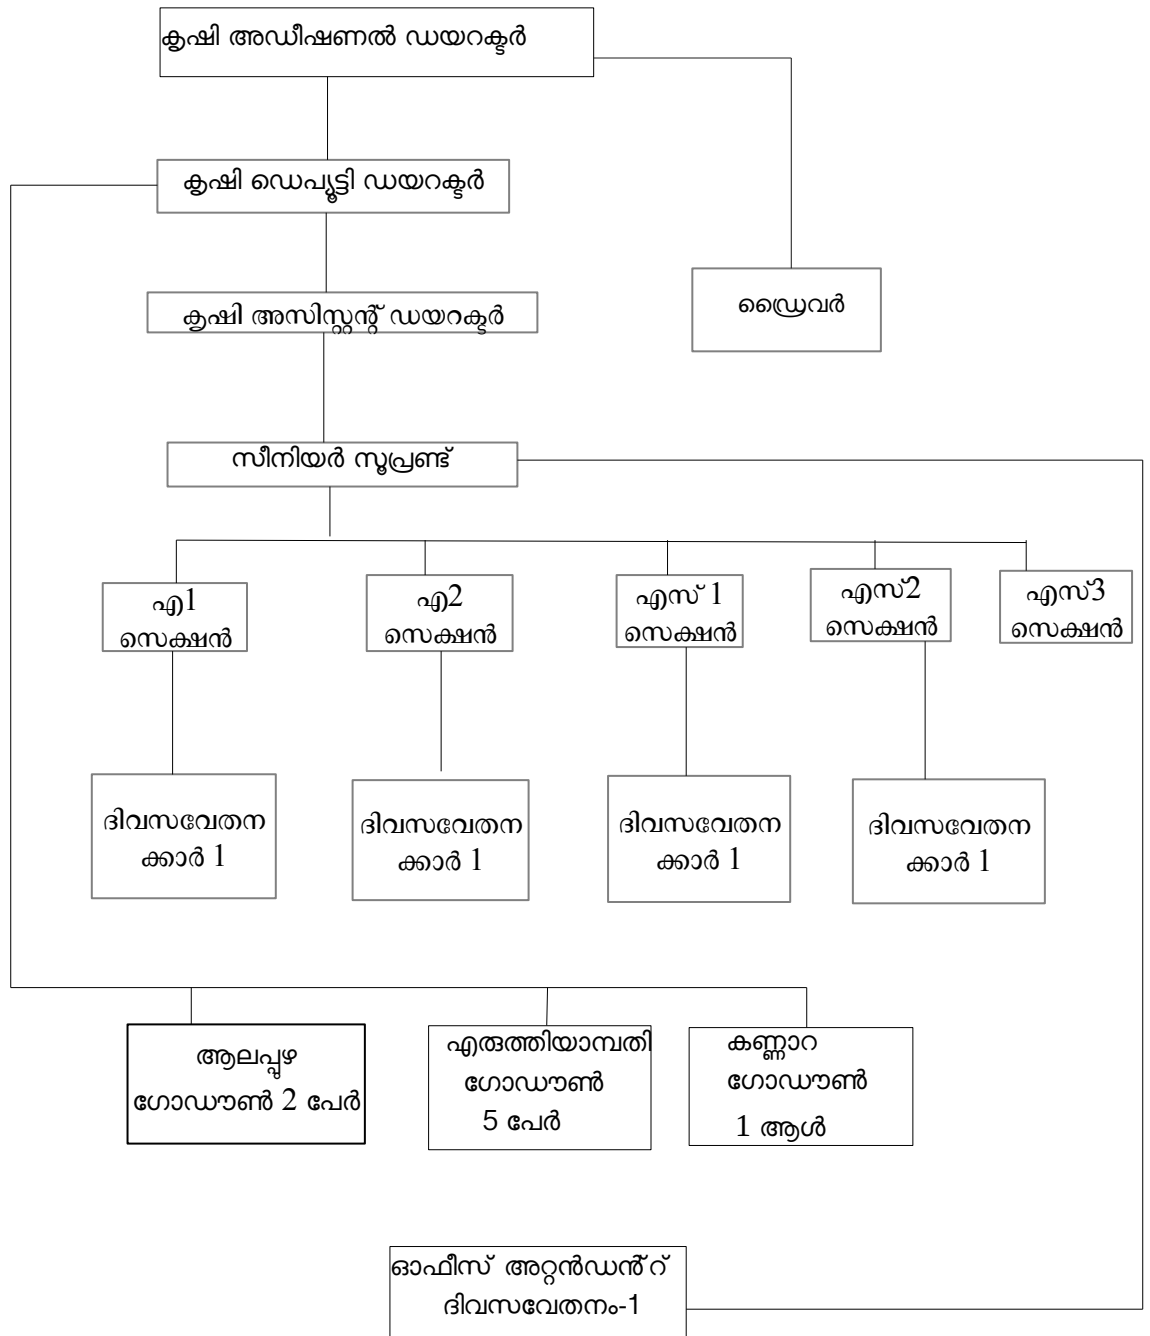 കൃഷി അഡീഷണൽ ഡയറക്ടർ
കൃഷി ഡെപ്യൂട്ടി ഡയറക്ടർ
കൃഷി അസിസ്റ്റന്റ് ഡയറക്ടർ
ഡ്രൈവർ
സീനിയർ സൂപ്രണ്ട്
എ1
സെക്ഷൻ
എ2
സെക്ഷൻ
എസ് 1
സെക്ഷൻ
എസ്2
സെക്ഷൻ
എസ്3
സെക്ഷൻ
ദിവസവേതന
ക്കാർ 1
ദിവസവേതന
ക്കാർ 1
ദിവസവേതന
ക്കാർ 1
ദിവസവേതന
ക്കാർ 1
ആലപ്പുഴ
ഗോഡൗൺ 2 പേർ
എരുത്തിയാമ്പതി
ഗോഡൗൺ
5 പേർ
കണ്ണാറ
ഗോഡൗൺ
1 ആൾ
ഓഫീസ് അറ്റൻഡൻ്റ്
ദിവസവേതനം-1